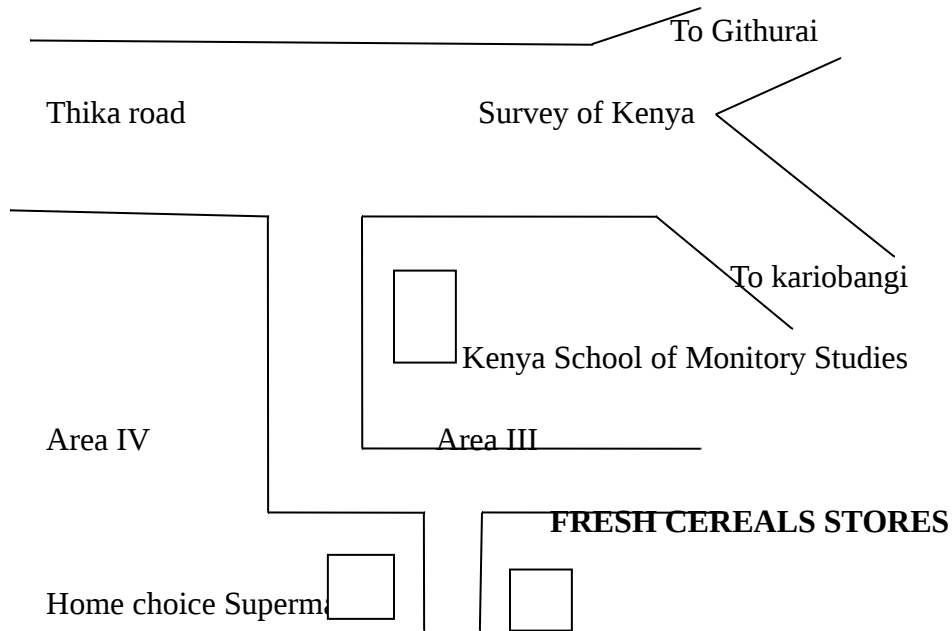 To Githurai
Thika road
Survey of Kenya
To kariobangi
Kenya School of Monitory Studies
Area IV
Area III
FRESH CEREALS STORES
Home choice